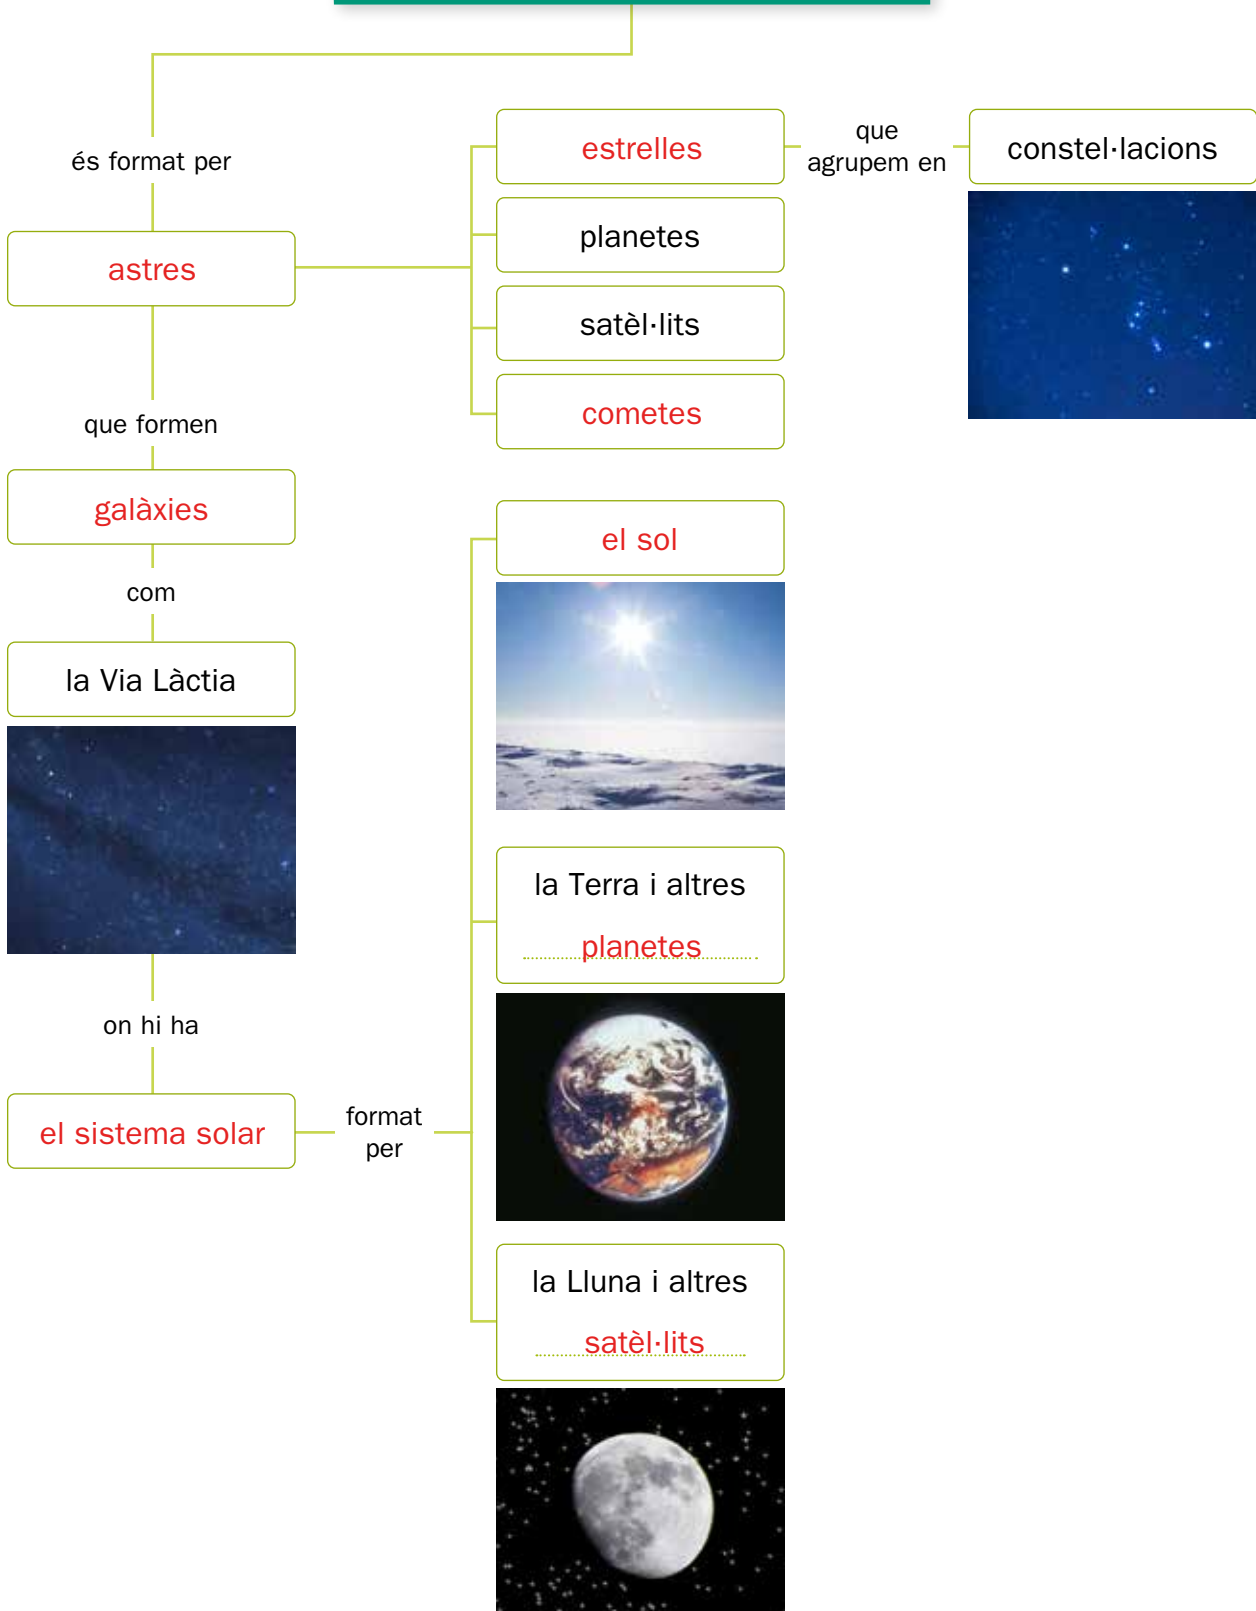 és format per
astres
estrelles
que
agrupem en
constel·lacions
planetes
satèl·lits
cometes
que formen
galàxies
com
la Via Làctia
on hi ha
el sistema solar
format
per
el sol
la Terra i altres
planetes
la Lluna i altres
satèl·lits